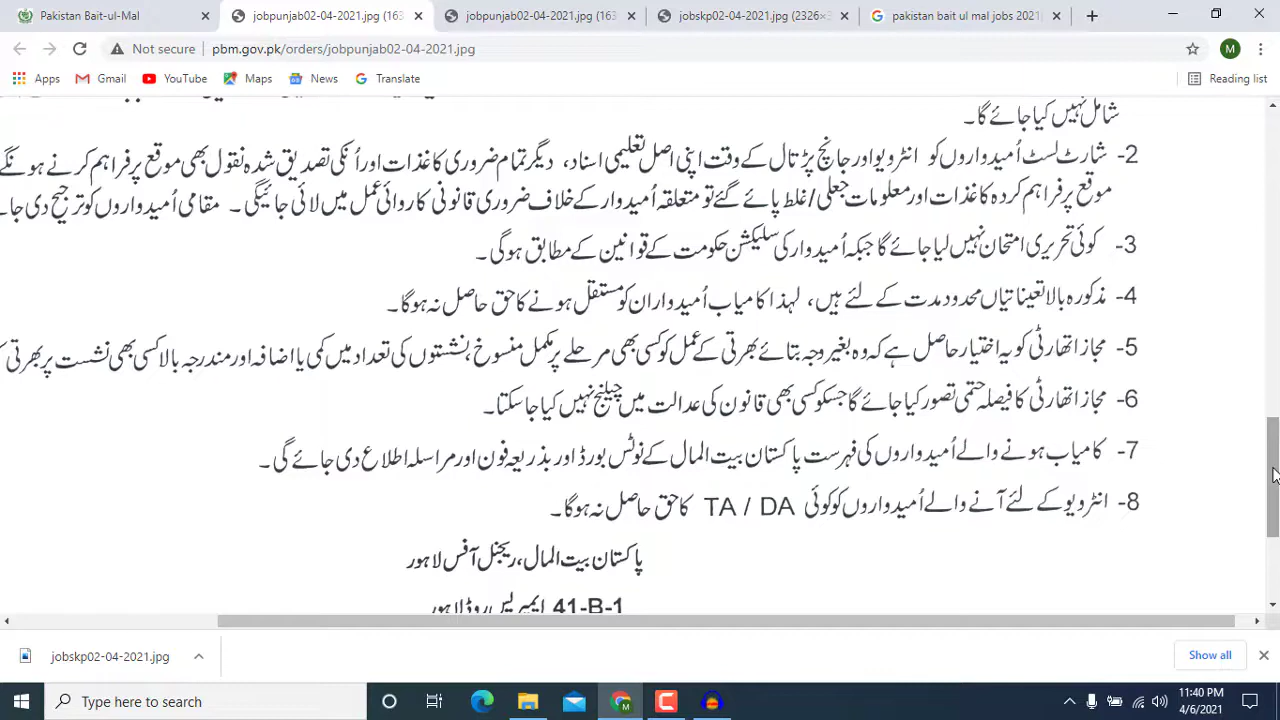 Pakistan Bait-ul-Mal
jobpunjab02-04-2021.jpg (163
jobpunjab02-04-2021.jpg (163
jobskp02-04-2021.jpg (2326×3
pakistan bait ul mal jobs 2021
Not secure
pbm.gov.pk/orders/jobpunjab02-04-2021.jpg
M
Apps
Gmail
YouTube
Maps
News
Translate
Reading list
شامل نہیں کیا جائے گا۔
2- شارٹ لسٹ اُمیدواروں کو انٹرویو اور جانچ پڑتال کے وقت اپنی اصل تعلیمی اسناد، دیگر تمام ضروری کاغذات اور اُنکی تصدیق شدہ نقول بھی موقع پر فراہم کرنے ہونگے
موقع پر فراہم کردہ کاغذات اور معلومات جعلی/غلط پائے گئے تو متعلقہ اُمیدوار کے خلاف ضروری قانونی کاروائی عمل میں لائی جائیگی۔ مقامی اُمیدواروں کو ترجیح دی
3- کوئی تحریری امتحان نہیں لیا جائے گا جبکہ اُمیدوار کی سلیکشن حکومت کے قوانین کے مطابق ہوگی۔
4- مذکورہ بالا تعیناتیاں محدود مدت کے لئے ہیں، لہذا کامیاب اُمیدواران کو مستقل ہونے کا حق حاصل نہ ہوگا۔
5- مجاز اتھارٹی کو یہ اختیار حاصل ہے کہ وہ بغیر وجہ بتائے بھرتی کے عمل کو کسی بھی مرحلے پر مکمل منسوخ، نشستوں کی تعداد میں کمی یا اضافہ اور مندرجہ بالا کسی بھی نشست پر بھرتی
6- مجاز اتھارٹی کا فیصلہ حتمی تصور کیا جائے گا جسکو کسی بھی قانون کی عدالت میں چیلنج نہیں کیا جا سکتا۔
7- کامیاب ہونے والے اُمیدواروں کی فہرست پاکستان بیت المال کے نوٹس بورڈ اور بذریعہ فون اور مراسلہ اطلاع دی جائے گی۔
8- انٹرویو کے لئے آنے والے اُمیدواروں کو کوئی TA / DA کا حق حاصل نہ ہوگا۔
پاکستان بیت المال، ریجنل آفس لاہور
41-B-1 ایمپریس روڈ لاہور
jobskp02-04-2021.jpg
Show all
Type here to search
M
11:40 PM
4/6/2021